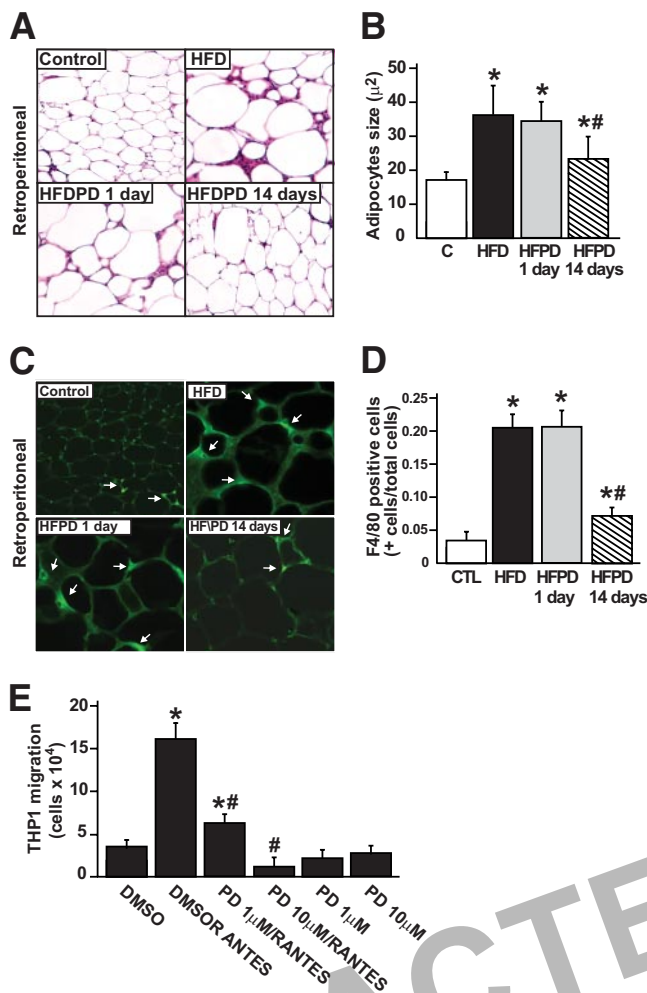 A
Retroperitoneal
Control
HFD
HFDPD 1 day
HFDPD 14 days
B
Adipocytes size (μ2)
50
40
30
20
10
0
*
*
*#
C
HFD
HFPD
1 day
HFPD
14 days
C
Retroperitoneal
Control
HFD
HFPD 1 day
HF\PD 14 days
D
F4/80 positive cells
(+ cells/total cells)
0.20
0.15
0.10
0.05
0
*
*
*#
CTL
HFD
HFPD
1 day
HFPD
14 days
E
THP1 migration
(cells x 10⁴)
20
15
10
5
0
*
*#
#
DMSO
DMSOR ANTES
PD 1μM/RANTES
PD 10μM/RANTES
PD 1μM
PD 10μM
ACTE